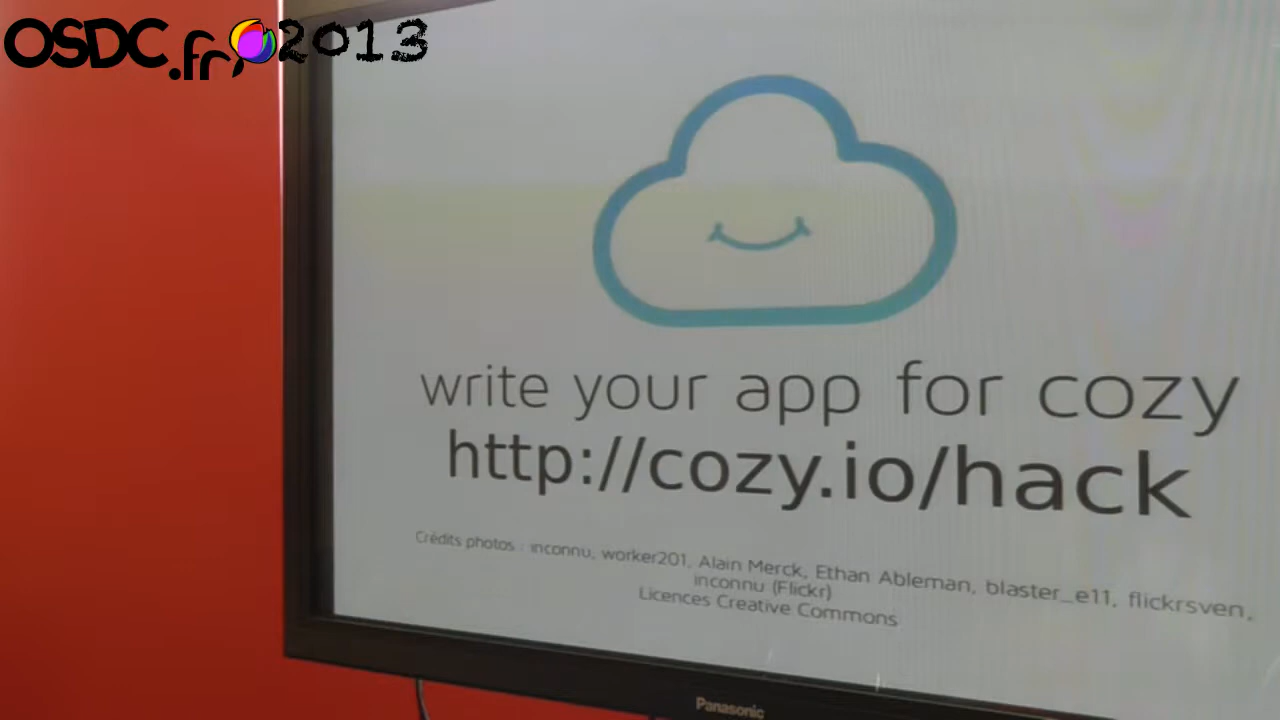 OSDC.fr 2013
write your app for cozy
http://cozy.io/hack
Crédits photos : inconnu, worker201, Alain Merck, Ethan Ableman, blaster_e11, flickrsven,
inconnu (Flickr)
Licences Creative Commons
Panasonic